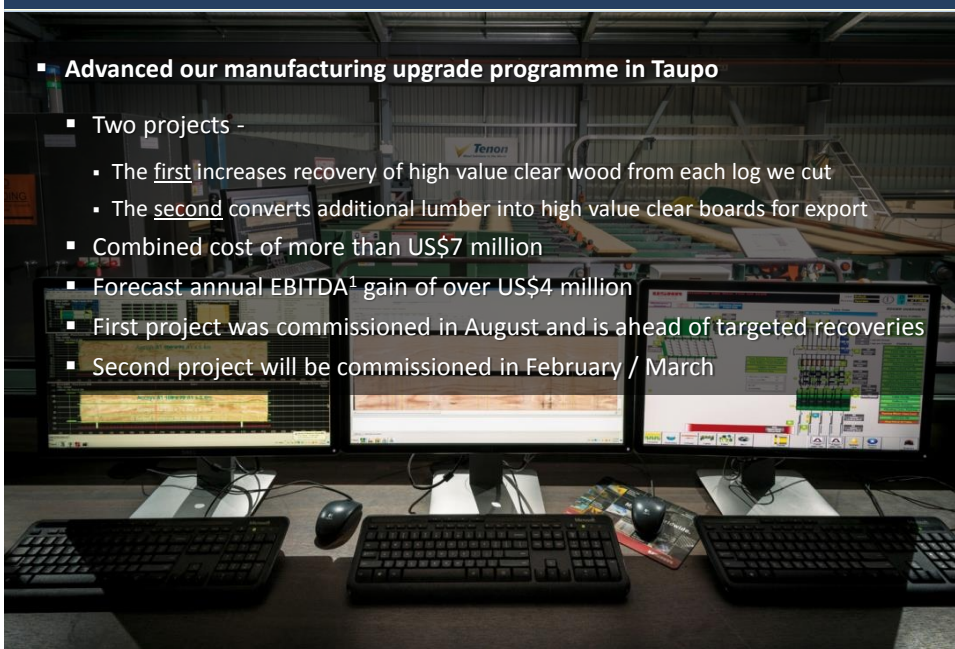 ▪ Advanced our manufacturing upgrade programme in Taupo
▪ Two projects -
Tenon
▪ The first increases recovery of high value clear wood from each log we cut
▪ The second converts additional lumber into high value clear boards for export
▪ Combined cost of more than US$7 million
▪ Forecast annual EBITDA¹ gain of over US$4 million
▪ First project was commissioned in August and is ahead of targeted recoveries
▪ Second project will be commissioned in February / March
Microsoft